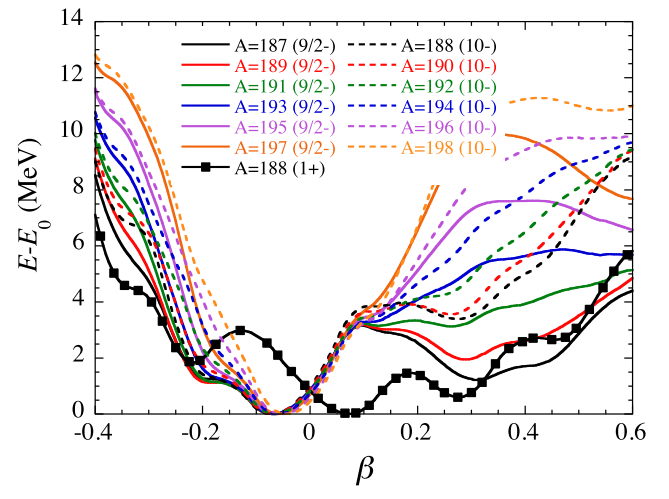 14
12
10
8
6
4
2
0
E-E0 (MeV)
A=187 (9/2-) A=188 (10-)
A=189 (9/2-) A=190 (10-)
A=191 (9/2-) A=192 (10-)
A=193 (9/2-) A=194 (10-)
A=195 (9/2-) A=196 (10-)
A=197 (9/2-) A=198 (10-)
A=188 (1+)
-0.4 -0.2 0 0.2 0.4 0.6
β